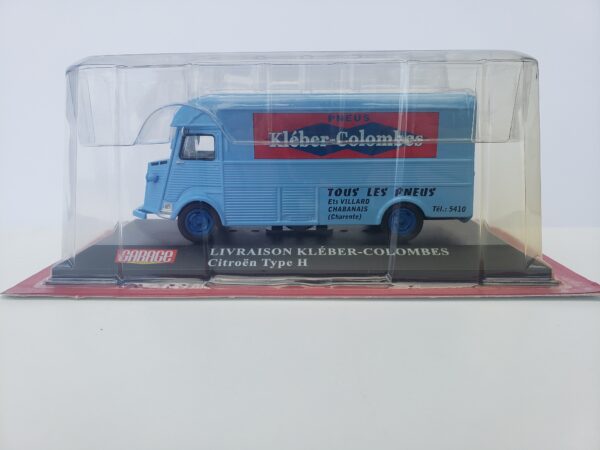 PNEUS
Kléber-Colombes
TOUS LES PNEUS
Ets VILLARD
CHABANAIS
(Charente)
Tél.: 5410
GARAGE
LIVRAISON KLÉBER-COLOMBES
Citroën Type H